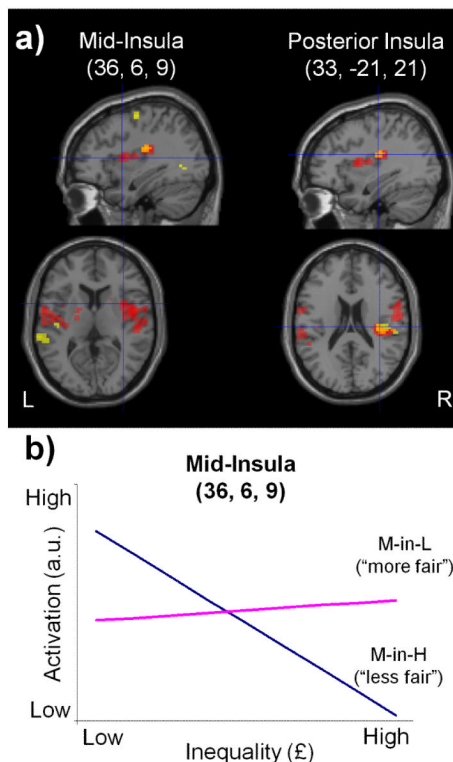 a)
Mid-Insula
(36, 6, 9)
Posterior Insula
(33, -21, 21)
L
R
b)
Mid-Insula
(36, 6, 9)
High
Activation (a.u.)
Low
M-in-L
("more fair")
M-in-H
("less fair")
Low
High
Inequality (£)